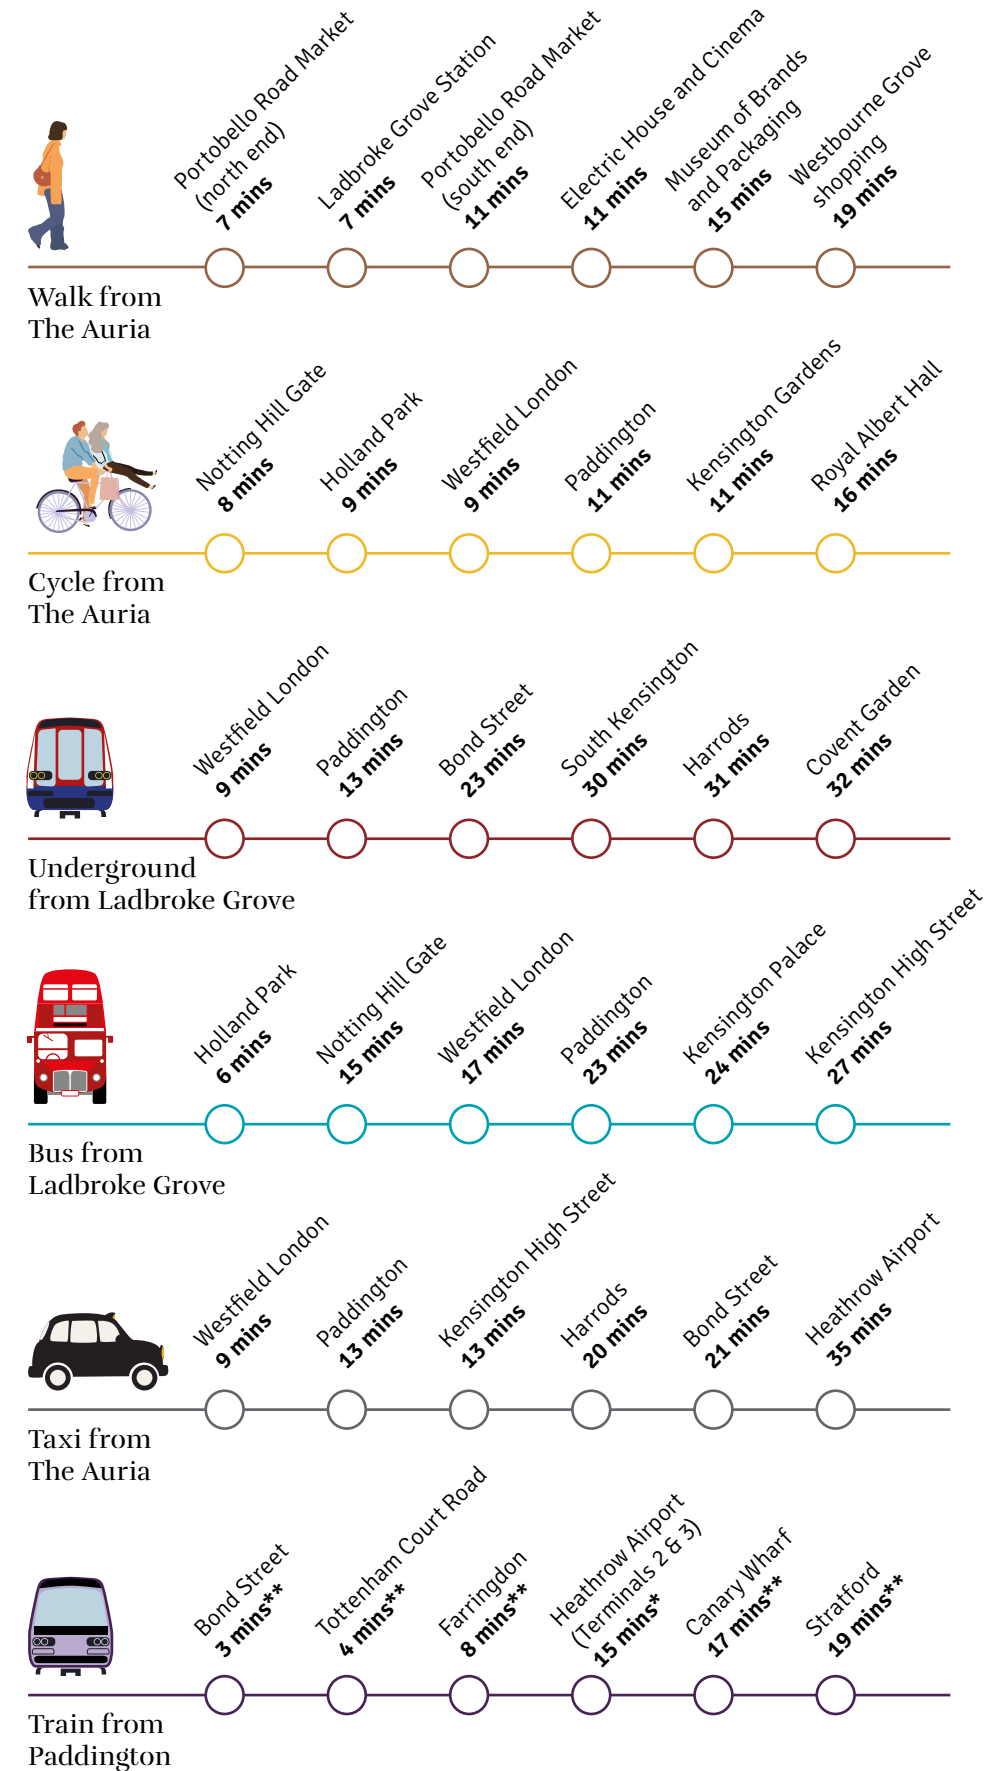 Portobello Road Market
(north end)
7 mins
Ladbroke Grove Station
7 mins
Portobello Road Market
(south end)
11 mins
Electric House and Cinema
11 mins
Museum of Brands
and Packaging
15 mins
Westbourne Grove
shopping
19 mins
Walk from
The Auria
Notting Hill Gate
8 mins
Holland Park
9 mins
Westfield London
9 mins
Paddington
11 mins
Kensington Gardens
11 mins
Royal Albert Hall
16 mins
Cycle from
The Auria
Westfield London
9 mins
Paddington
13 mins
Bond Street
23 mins
South Kensington
30 mins
Harrods
31 mins
Covent Garden
32 mins
Underground
from Ladbroke Grove
Holland Park
6 mins
Notting Hill Gate
15 mins
Westfield London
17 mins
Paddington
23 mins
Kensington Palace
24 mins
Kensington High Street
27 mins
Bus from
Ladbroke Grove
Westfield London
9 mins
Paddington
13 mins
Kensington High Street
13 mins
Harrods
20 mins
Bond Street
21 mins
Heathrow Airport
35 mins
Taxi from
The Auria
Bond Street
3 mins**
Tottenham Court Road
4 mins**
Farringdon
8 mins**
Heathrow Airport
(Terminals 2 & 3)
15 mins*
Canary Wharf
17 mins**
Stratford
19 mins**
Train from
Paddington